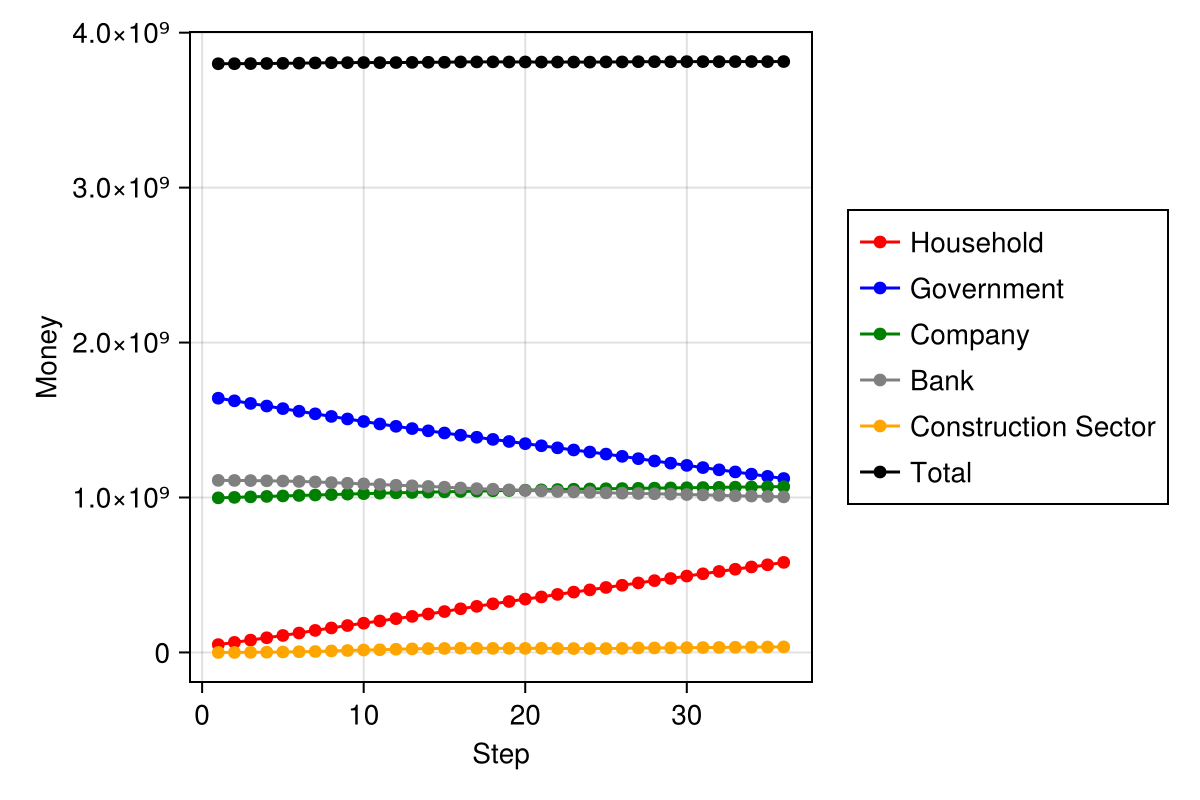 4.0×10⁹
3.0×10⁹
2.0×10⁹
1.0×10⁹
0
Money
0 10 20 30
Step
Household
Government
Company
Bank
Construction Sector
Total